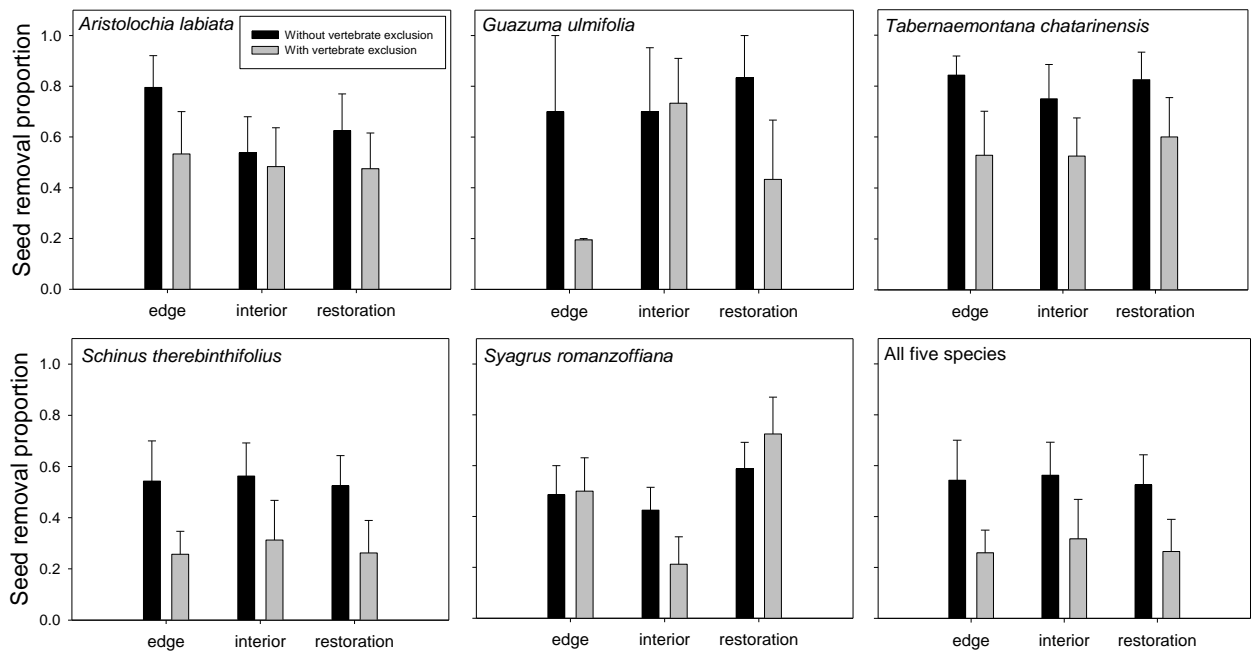 Aristolochia labiata
Without vertebrate exclusion
With vertebrate exclusion
Seed removal proportion
1.0
0.8
0.6
0.4
0.2
0.0
edge interior restoration
Guazuma ulmifolia
edge interior restoration
Tabernaemontana chatarinensis
edge interior restoration
Schinus therebinthifolius
Seed removal proportion
1.0
0.8
0.6
0.4
0.2
0.0
edge interior restoration
Syagrus romanzoffiana
edge interior restoration
All five species
edge interior restoration